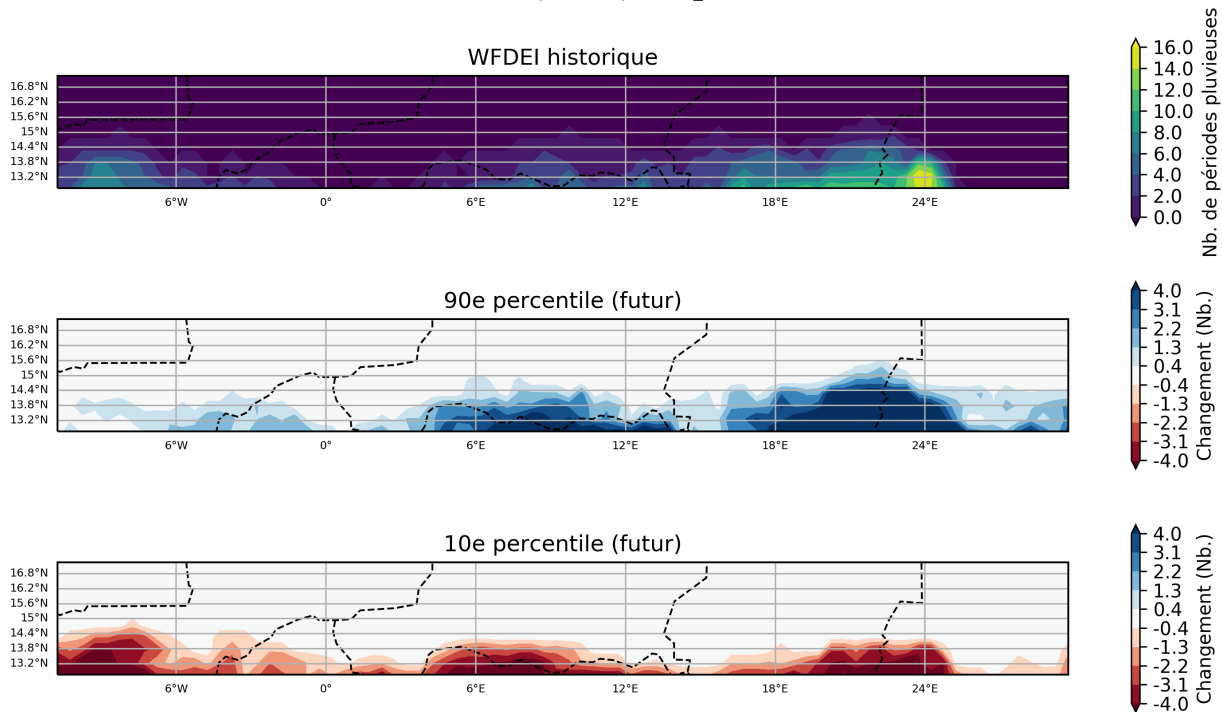 WFDEI historique
16.8°N
16.2°N
15.6°N
15°N
14.4°N
13.8°N
13.2°N
6°W 0° 6°E 12°E 18°E 24°E
16.0
14.0
12.0
10.0
8.0
6.0
4.0
2.0
0.0
Nb. de périodes pluvieuses
90e percentile (futur)
16.8°N
16.2°N
15.6°N
15°N
14.4°N
13.8°N
13.2°N
6°W 0° 6°E 12°E 18°E 24°E
4.0
3.1
2.2
1.3
0.4
-0.4
-1.3
-2.2
-3.1
-4.0
Changement (Nb.)
10e percentile (futur)
16.8°N
16.2°N
15.6°N
15°N
14.4°N
13.8°N
13.2°N
6°W 0° 6°E 12°E 18°E 24°E
4.0
3.1
2.2
1.3
0.4
-0.4
-1.3
-2.2
-3.1
-4.0
Changement (Nb.)